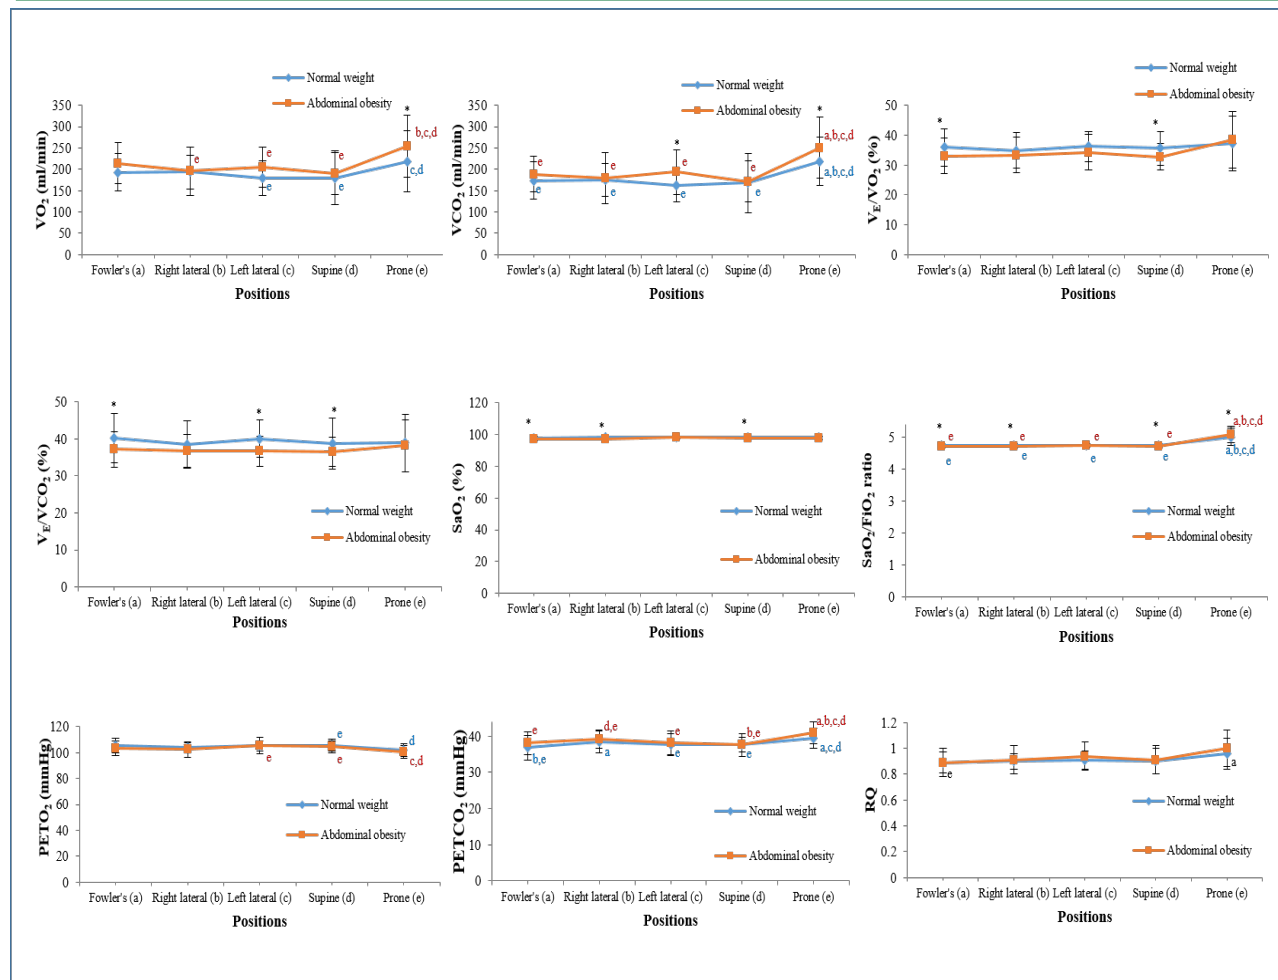 Normal weight
Abdominal obesity
VO2 (ml/min)
350
300
250
200
150
100
50
0
*
b,c,d
e
e
e
e
e
c,d
Fowler's (a) Right lateral (b) Left lateral (c) Supine (d) Prone (e)
Positions
Normal weight
Abdominal obesity
VCO2 (ml/min)
350
300
250
200
150
100
50
0
*
*
a,b,c,d
e
e
e
e
e
e
e
a,b,c,d
Fowler's (a) Right lateral (b) Left lateral (c) Supine (d) Prone (e)
Positions
Normal weight
Abdominal obesity
VE/VO2 (%)
50
40
30
20
10
0
*
*
Fowler's (a) Right lateral (b) Left lateral (c) Supine (d) Prone (e)
Positions
VE/VCO2 (%)
50
40
30
20
10
0
*
*
*
Normal weight
Abdominal obesity
Fowler's (a) Right lateral (b) Left lateral (c) Supine (d) Prone (e)
Positions
SaO2 (%)
120
100
80
60
40
20
0
*
*
*
Normal weight
Abdominal obesity
Fowler's (a) Right lateral (b) Left lateral (c) Supine (d) Prone (e)
Positions
SaO2/FiO2 ratio
5
4
3
2
1
0
*
*
*
*
a,b,c,d
e
e
e
e
e
e
e
e
a,b,c,d
Normal weight
Abdominal obesity
Fowler's (a) Right lateral (b) Left lateral (c) Supine (d) Prone (e)
Positions
PETO2 (mmHg)
120
100
80
60
40
20
0
e
d
e
e
c,d
Normal weight
Abdominal obesity
Fowler's (a) Right lateral (b) Left lateral (c) Supine (d) Prone (e)
Positions
PETCO2 (mmHg)
40
30
20
10
0
e
d,e
e
b,e
a,b,c,d
b,e
a
e
e
a,c,d
Normal weight
Abdominal obesity
Fowler's (a) Right lateral (b) Left lateral (c) Supine (d) Prone (e)
Positions
RQ
1.2
1
0.8
0.6
0.4
0.2
0
e
a
Normal weight
Abdominal obesity
Fowler's (a) Right lateral (b) Left lateral (c) Supine (d) Prone (e)
Positions